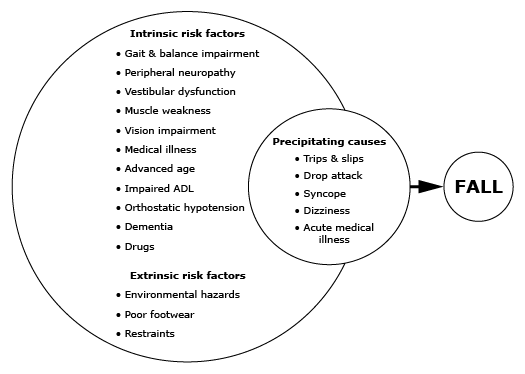 Intrinsic risk factors
• Gait & balance impairment
• Peripheral neuropathy
• Vestibular dysfunction
• Muscle weakness
• Vision impairment
• Medical illness
• Advanced age
• Impaired ADL
• Orthostatic hypotension
• Dementia
• Drugs
Extrinsic risk factors
• Environmental hazards
• Poor footwear
• Restraints
Precipitating causes
• Trips & slips
• Drop attack
• Syncope
• Dizziness
• Acute medical
illness
FALL